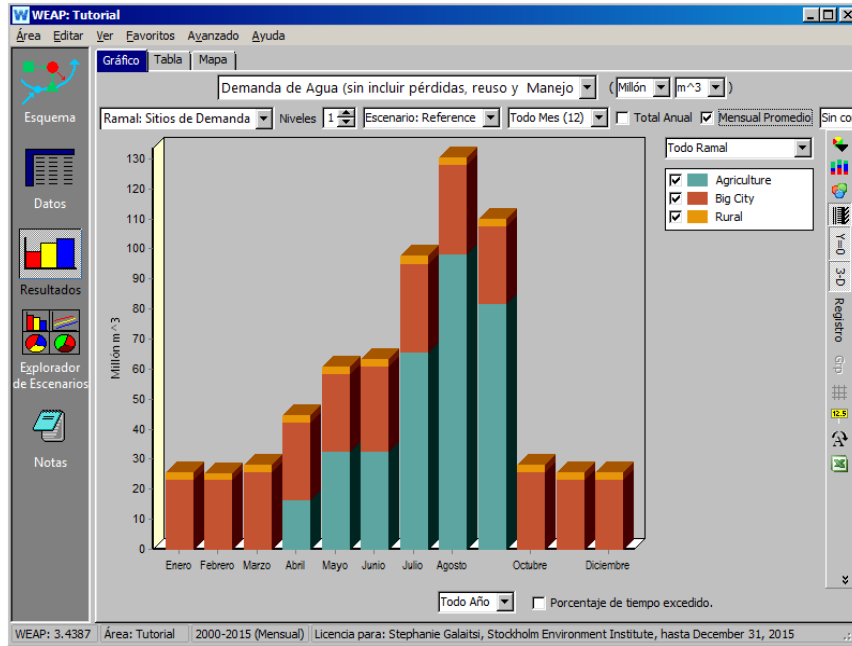 WEAP: Tutorial
Área Editar Ver Favoritos Avanzado Ayuda
Gráfico Tabla Mapa
Demanda de Agua (sin incluir pérdidas, reuso y Manejo ( Millón m^3 )
Ramal: Sitios de Demanda Niveles 1 Escenario: Reference Todo Mes (12) Total Anual Mensual Promedio Sin co
Todo Ramal
Agriculture
Big City
Rural
Esquema
Datos
Resultados
Explorador
de Escenarios
Notas
Y=0
3-D
Registro
Grp
12.5
A
Millón m^3
130
120
110
100
90
80
70
60
50
40
30
20
10
0
Enero Febrero Marzo Abril Mayo Junio Julio Agosto Octubre Diciembre
Todo Año Porcentaje de tiempo excedido.
WEAP: 3.4387 Área: Tutorial 2000-2015 (Mensual) Licencia para: Stephanie Galaitsi, Stockholm Environment Institute, hasta December 31, 2015